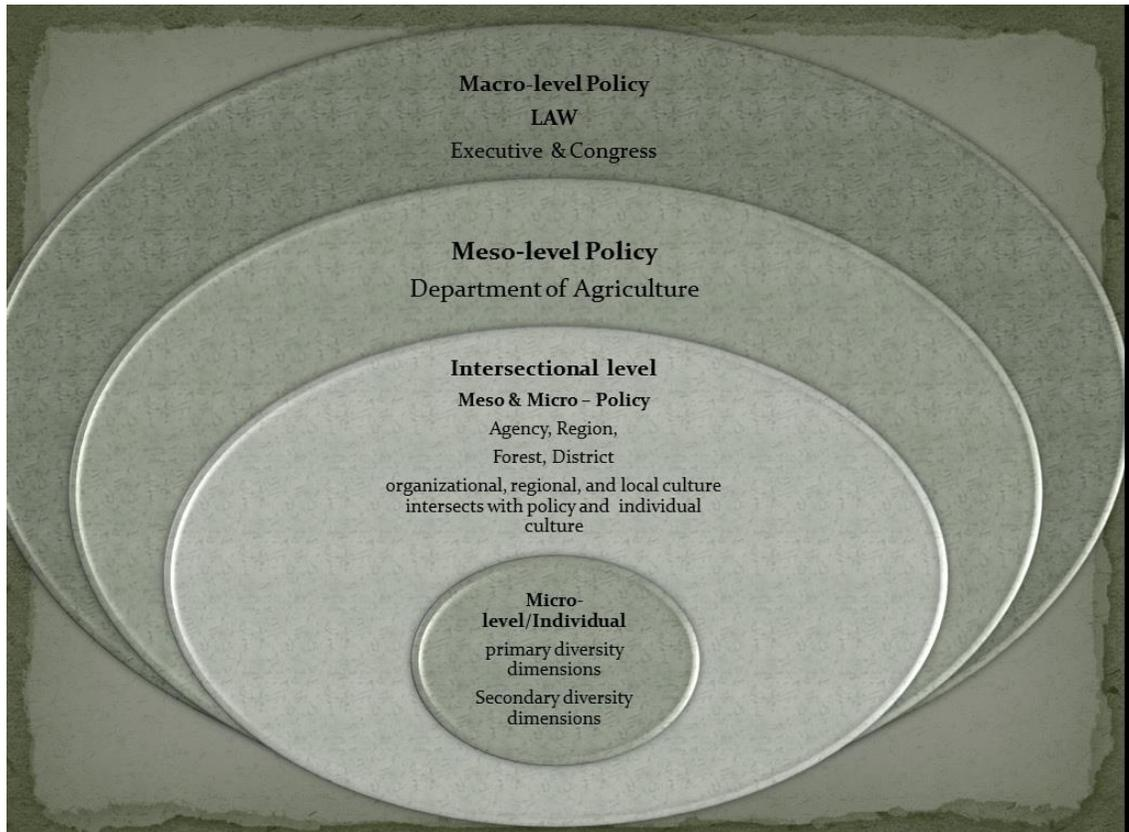 Macro-level Policy
LAW
Executive & Congress
Meso-level Policy
Department of Agriculture
Intersectional level
Meso & Micro – Policy
Agency, Region,
Forest, District
organizational, regional, and local culture
intersects with policy and individual
culture
Micro-
level/Individual
primary diversity
dimensions
Secondary diversity
dimensions